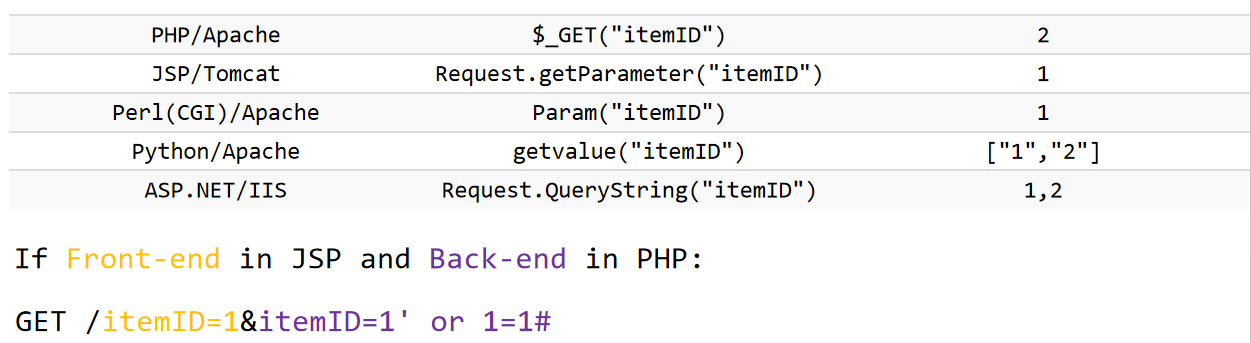 PHP/Apache $_GET("itemID") 2
JSP/Tomcat Request.getParameter("itemID") 1
Perl(CGI)/Apache Param("itemID") 1
Python/Apache getvalue("itemID") ["1","2"]
ASP.NET/IIS Request.QueryString("itemID") 1,2
If Front-end in JSP and Back-end in PHP:
GET /itemID=1&itemID=1' or 1=1#